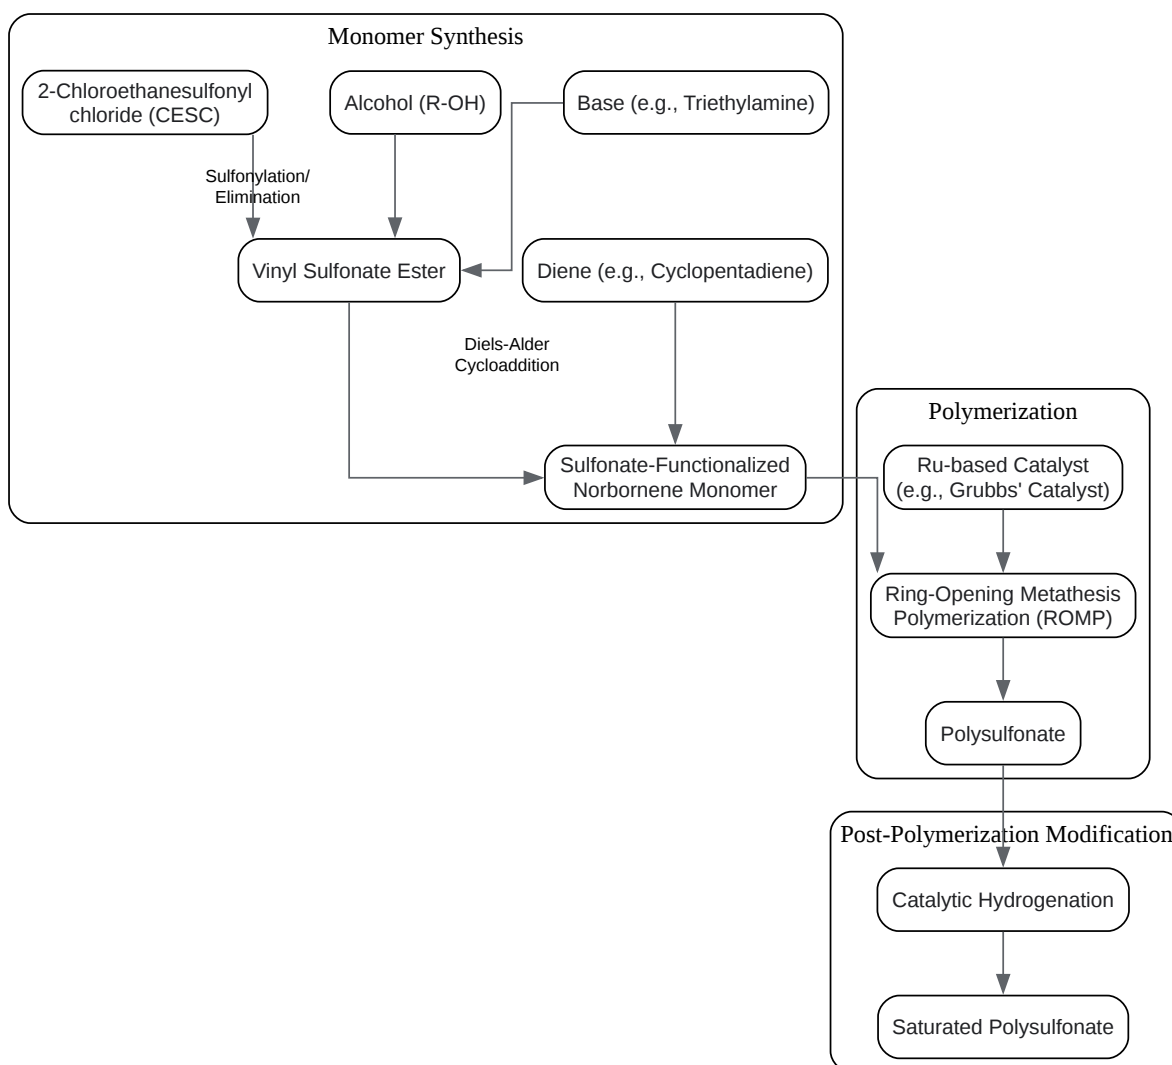 Monomer Synthesis
2-Chloroethanesulfonyl
chloride (CESC)
Alcohol (R-OH)
Base (e.g., Triethylamine)
Sulfonylation/
Elimination
Vinyl Sulfonate Ester
Diene (e.g., Cyclopentadiene)
Diels-Alder
Cycloaddition
Sulfonate-Functionalized
Norbornene Monomer
Polymerization
Ru-based Catalyst
(e.g., Grubbs' Catalyst)
Ring-Opening Metathesis
Polymerization (ROMP)
Polysulfonate
Post-Polymerization Modification
Catalytic Hydrogenation
Saturated Polysulfonate